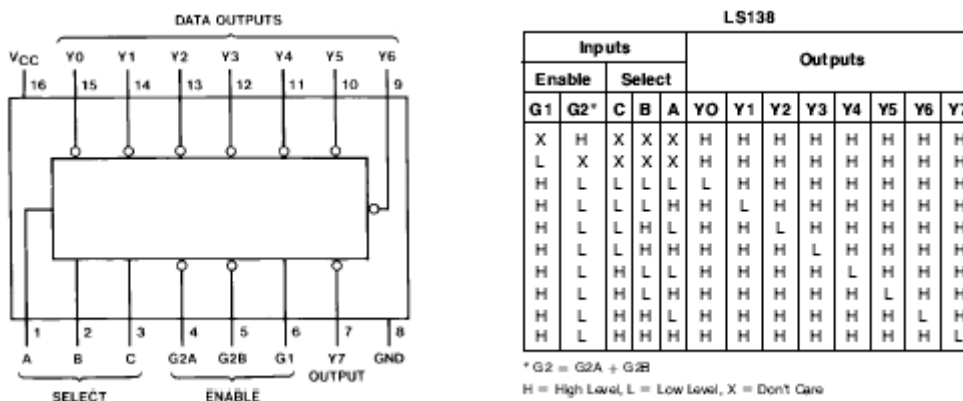 DATA OUTPUTS
VCC Y0 Y1 Y2 Y3 Y4 Y5 Y6
16 15 14 13 12 11 10 9
1 2 3 4 5 6 7 8
A B C G2A G2B G1 Y7 GND
OUTPUT
SELECT ENABLE
LS138
Inputs Outputs
Enable Select
G1 G2* C B A YO Y1 Y2 Y3 Y4 Y5 Y6 Y7
X H X X X H H H H H H H H
L X X X X H H H H H H H H
H L L L L L H H H H H H H
H L L L H H L H H H H H H
H L L H L H H L H H H H H
H L L H H H H H L H H H H
H L H L L H H H H L H H H
H L H L H H H H H H L H H
H L H H L H H H H H H L H
H L H H H H H H H H H H L
* G2 = G2A + G2B
H = High Level, L = Low Level, X = Don't Care